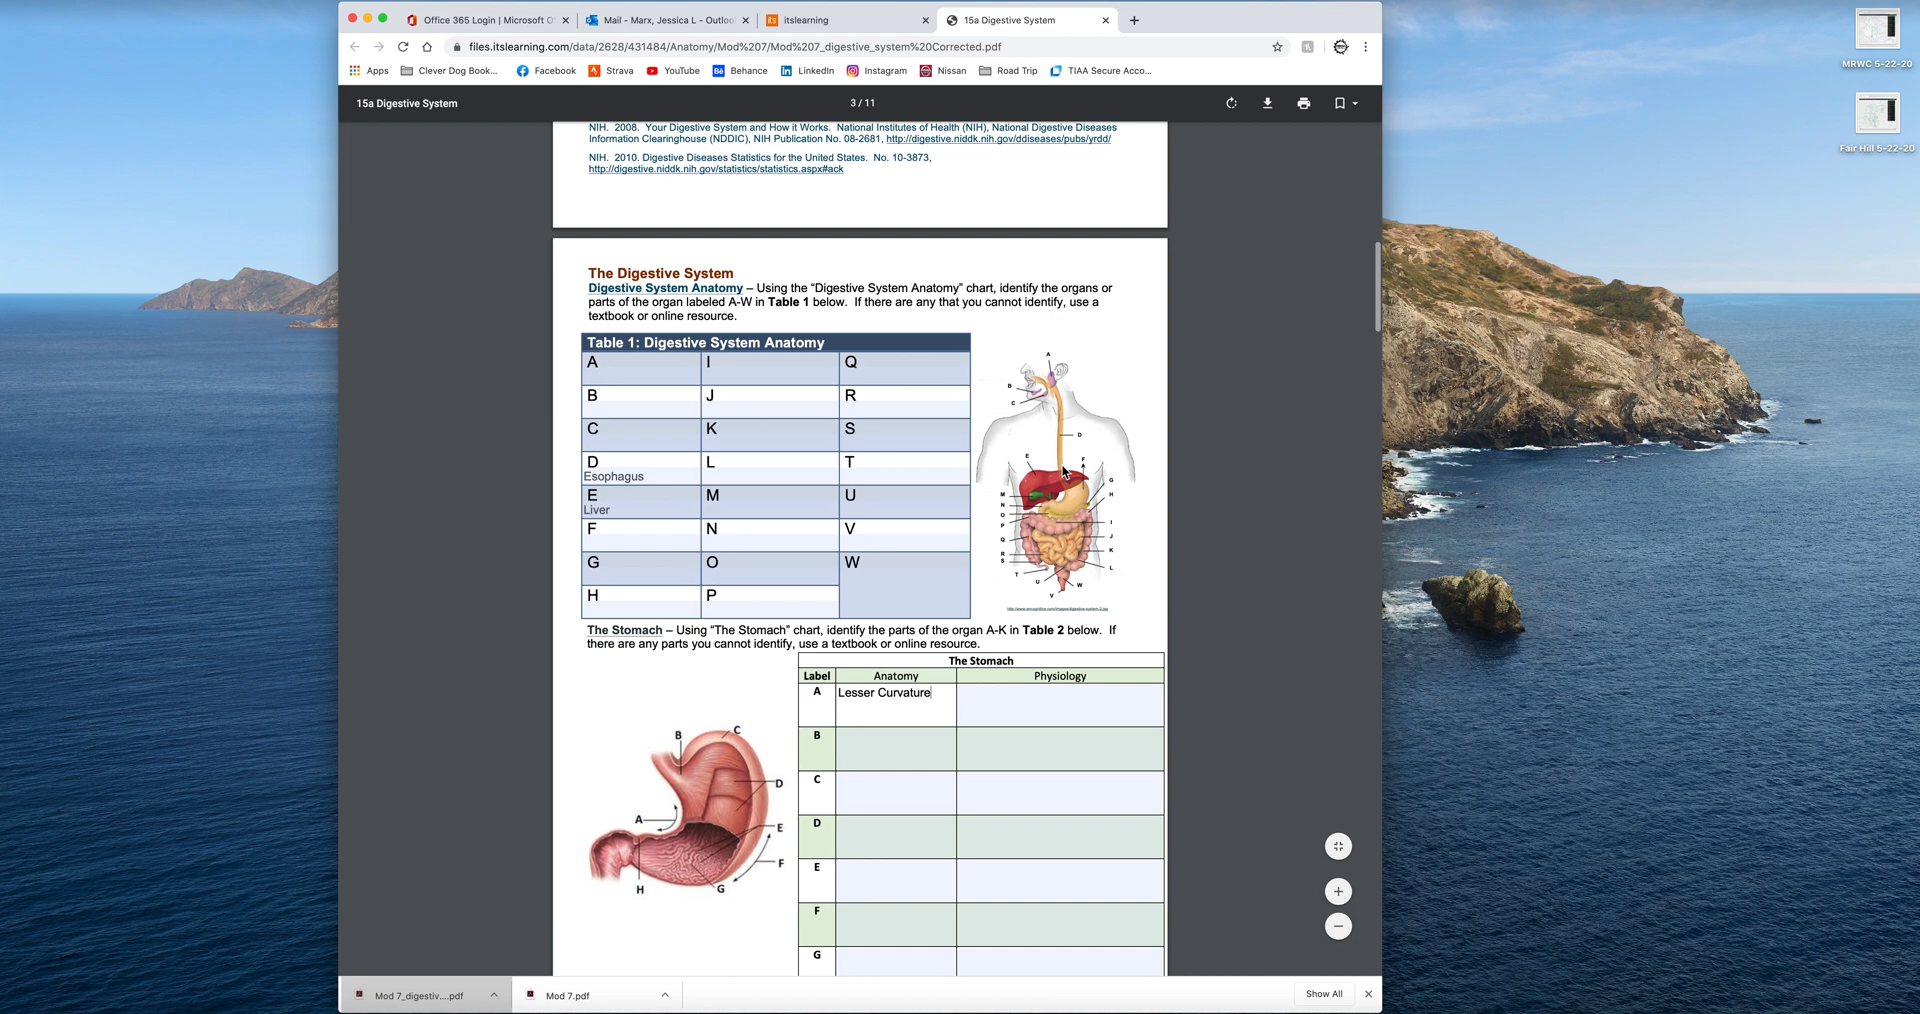 Office 365 Login | Microsoft O
Mail - Marx, Jessica L - Outloo
itslearning
15a Digestive System
files.itslearning.com/data/2628/431484/Anatomy/Mod%207/Mod%207_digestive_system%20Corrected.pdf
Apps
Clever Dog Book...
Facebook
Strava
YouTube
Behance
LinkedIn
Instagram
Nissan
Road Trip
TIAA Secure Acco...
15a Digestive System
3 / 11
NIH. 2008. Your Digestive System and How it Works. National Institutes of Health (NIH), National Digestive Diseases
Information Clearinghouse (NDDIC), NIH Publication No. 08-2681, http://digestive.niddk.nih.gov/ddiseases/pubs/yrdd/
NIH. 2010. Digestive Diseases Statistics for the United States. No. 10-3873,
http://digestive.niddk.nih.gov/statistics/statistics.aspx#ack
The Digestive System
Digestive System Anatomy – Using the “Digestive System Anatomy” chart, identify the organs or
parts of the organ labeled A-W in Table 1 below. If there are any that you cannot identify, use a
textbook or online resource.
Table 1: Digestive System Anatomy
A I Q
B J R
C K S
D L T
Esophagus
E M U
Liver
F N V
G O W
H P
A
B
C
D
E
F
G
M
H
N
O
P
I
Q
J
R
K
S
L
T
U
W
V
The Stomach – Using “The Stomach” chart, identify the parts of the organ A-K in Table 2 below. If
there are any parts you cannot identify, use a textbook or online resource.
The Stomach
Label Anatomy Physiology
A Lesser Curvature
B
C
D
E
F
G
B
C
D
A
E
F
H
G
Mod 7_digestiv....pdf
Mod 7.pdf
Show All
MRWC 5-22-20
Fair Hill 5-22-20